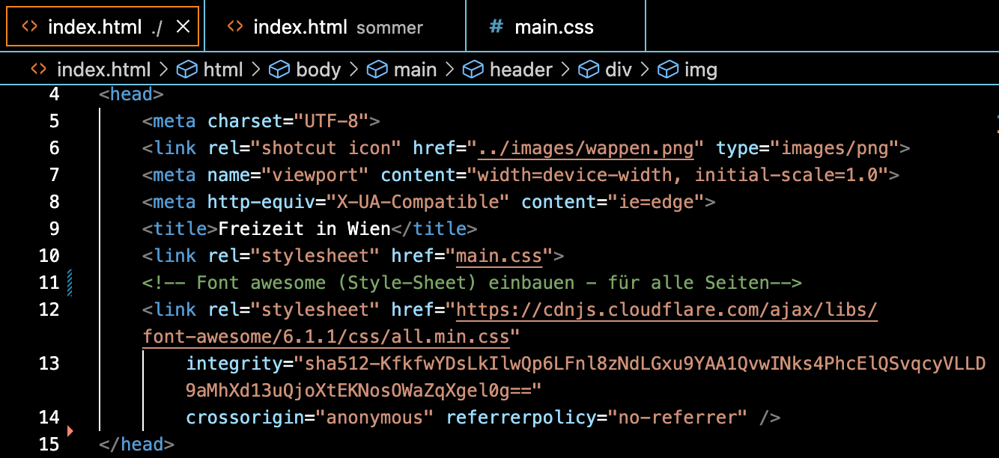 <> index.html ./ ×
<> index.html sommer
# main.css
<> index.html > html > body > main > header > div > img
4 <head>
5 <meta charset="UTF-8">
6 <link rel="shotcut icon" href="../images/wappen.png" type="images/png">
7 <meta name="viewport" content="width=device-width, initial-scale=1.0">
8 <meta http-equiv="X-UA-Compatible" content="ie=edge">
9 <title>Freizeit in Wien</title>
10 <link rel="stylesheet" href="main.css">
11 <!-- Font awesome (Style-Sheet) einbauen - für alle Seiten-->
12 <link rel="stylesheet" href="https://cdnjs.cloudflare.com/ajax/libs/
font-awesome/6.1.1/css/all.min.css"
13 integrity="sha512-KfkfwYDsLkIlwQp6LFnl8zNdLGxu9YAA1QvwINks4PhcElQSvqcyVLLD
9aMhXd13uQjoXtEKNosOWaZqXgel0g=="
14 crossorigin="anonymous" referrerpolicy="no-referrer" />
15 </head>